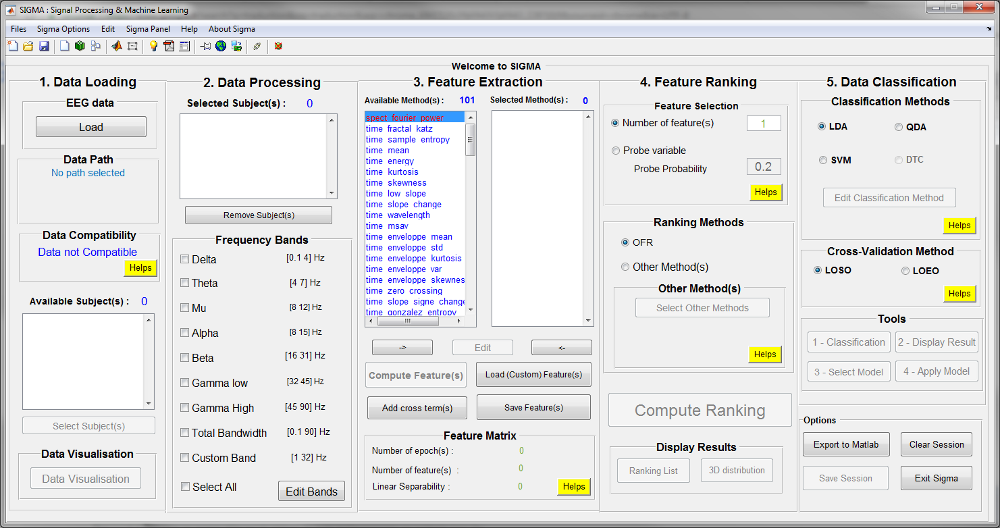 SIGMA : Signal Processing & Machine Learning
Files Sigma Options Edit Sigma Panel Help About Sigma
Welcome to SIGMA
1. Data Loading
EEG data
Load
Data Path
No path selected
Data Compatibility
Data not Compatible
Helps
Available Subject(s) : 0
Select Subject(s)
Data Visualisation
Data Visualisation
2. Data Processing
Selected Subject(s) : 0
Remove Subject(s)
Frequency Bands
Delta [0.1 4] Hz
Theta [4 7] Hz
Mu [8 12] Hz
Alpha [8 15] Hz
Beta [16 31] Hz
Gamma low [32 45] Hz
Gamma High [45 90] Hz
Total Bandwidth [0.1 90] Hz
Custom Band [1 32] Hz
Select All
Edit Bands
3. Feature Extraction
Available Method(s) : 101
spect fourier power
time fractal katz
time sample entropy
time mean
time energy
time kurtosis
time skewness
time low slope
time slope change
time wavelength
time msav
time enveloppe mean
time enveloppe std
time enveloppe kurtosis
time enveloppe var
time enveloppe skewnes
time zero crossing
time slope signe change
time gonzalez entropy
Selected Method(s) : 0
-> Edit <-
Compute Feature(s) Load (Custom) Feature(s)
Add cross term(s) Save Feature(s)
Feature Matrix
Number of epoch(s) : 0
Number of feature(s) : 0
Linear Separability : 0
Helps
4. Feature Ranking
Feature Selection
Number of feature(s) 1
Probe variable
Probe Probability 0.2
Helps
Ranking Methods
OFR
Other Method(s)
Other Method(s)
Select Other Methods
Helps
Compute Ranking
Display Results
Ranking List 3D distribution
5. Data Classification
Classification Methods
LDA QDA
SVM DTC
Edit Classification Method
Helps
Cross-Validation Method
LOSO LOEO
Helps
Tools
1 - Classification 2 - Display Result
3 - Select Model 4 - Apply Model
Options
Export to Matlab Clear Session
Save Session Exit Sigma